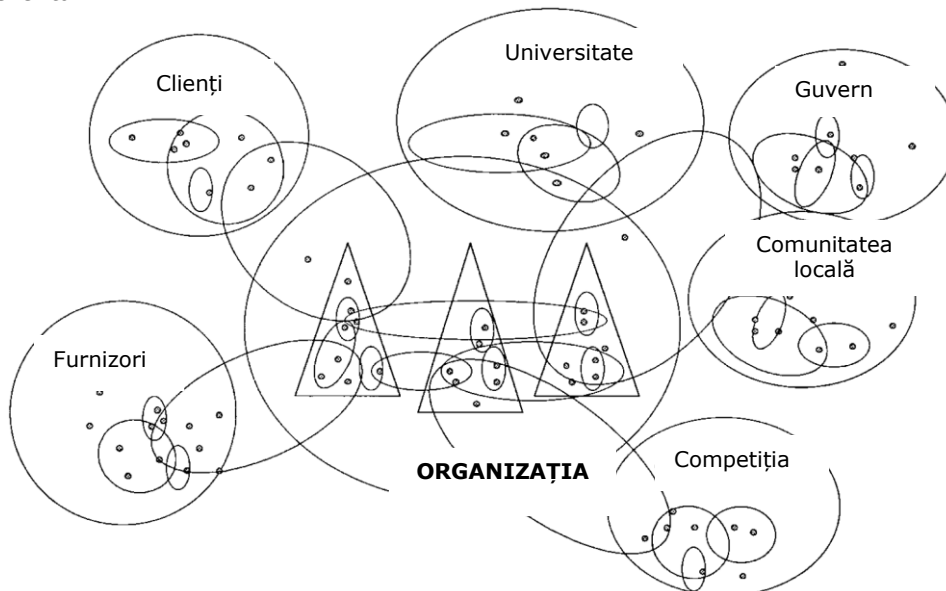 Universitate
Clienți
Guvern
Comunitatea
locală
Furnizori
Competiția
ORGANIZAȚIA